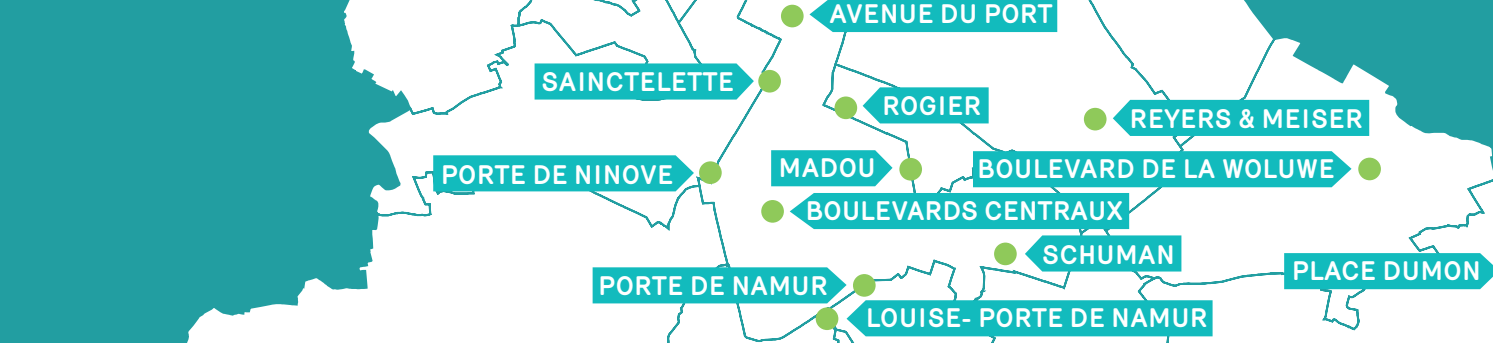 AVENUE DU PORT
SAINCTELETTE
ROGIER
REYERS & MEISER
MADOU
BOULEVARD DE LA WOLUWE
PORTE DE NINOVE
BOULEVARDS CENTRAUX
SCHUMAN
PLACE DUMON
PORTE DE NAMUR
LOUISE- PORTE DE NAMUR